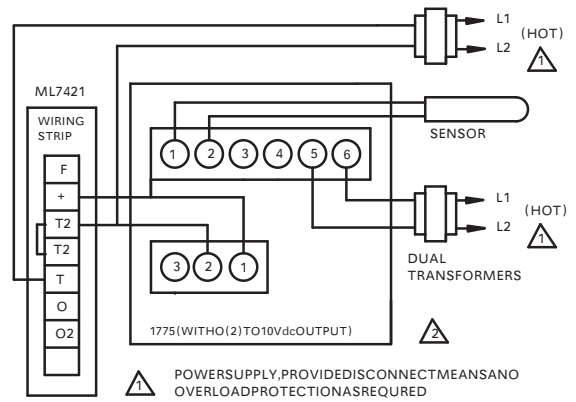 L1
(HOT)
L2
1
ML7421
WIRING
STRIP
F
+
T2
T2
T
O
O2
1 2 3 4 5 6
SENSOR
L1
(HOT)
L2
1
DUAL
TRANSFORMERS
3 2 1
1775(WITHO(2)TO10VdcOUTPUT)
2
1
POWERSUPPLY,PROVIDEDISCONNECTMEANSANO
OVERLOADPROTECTIONASREQURED